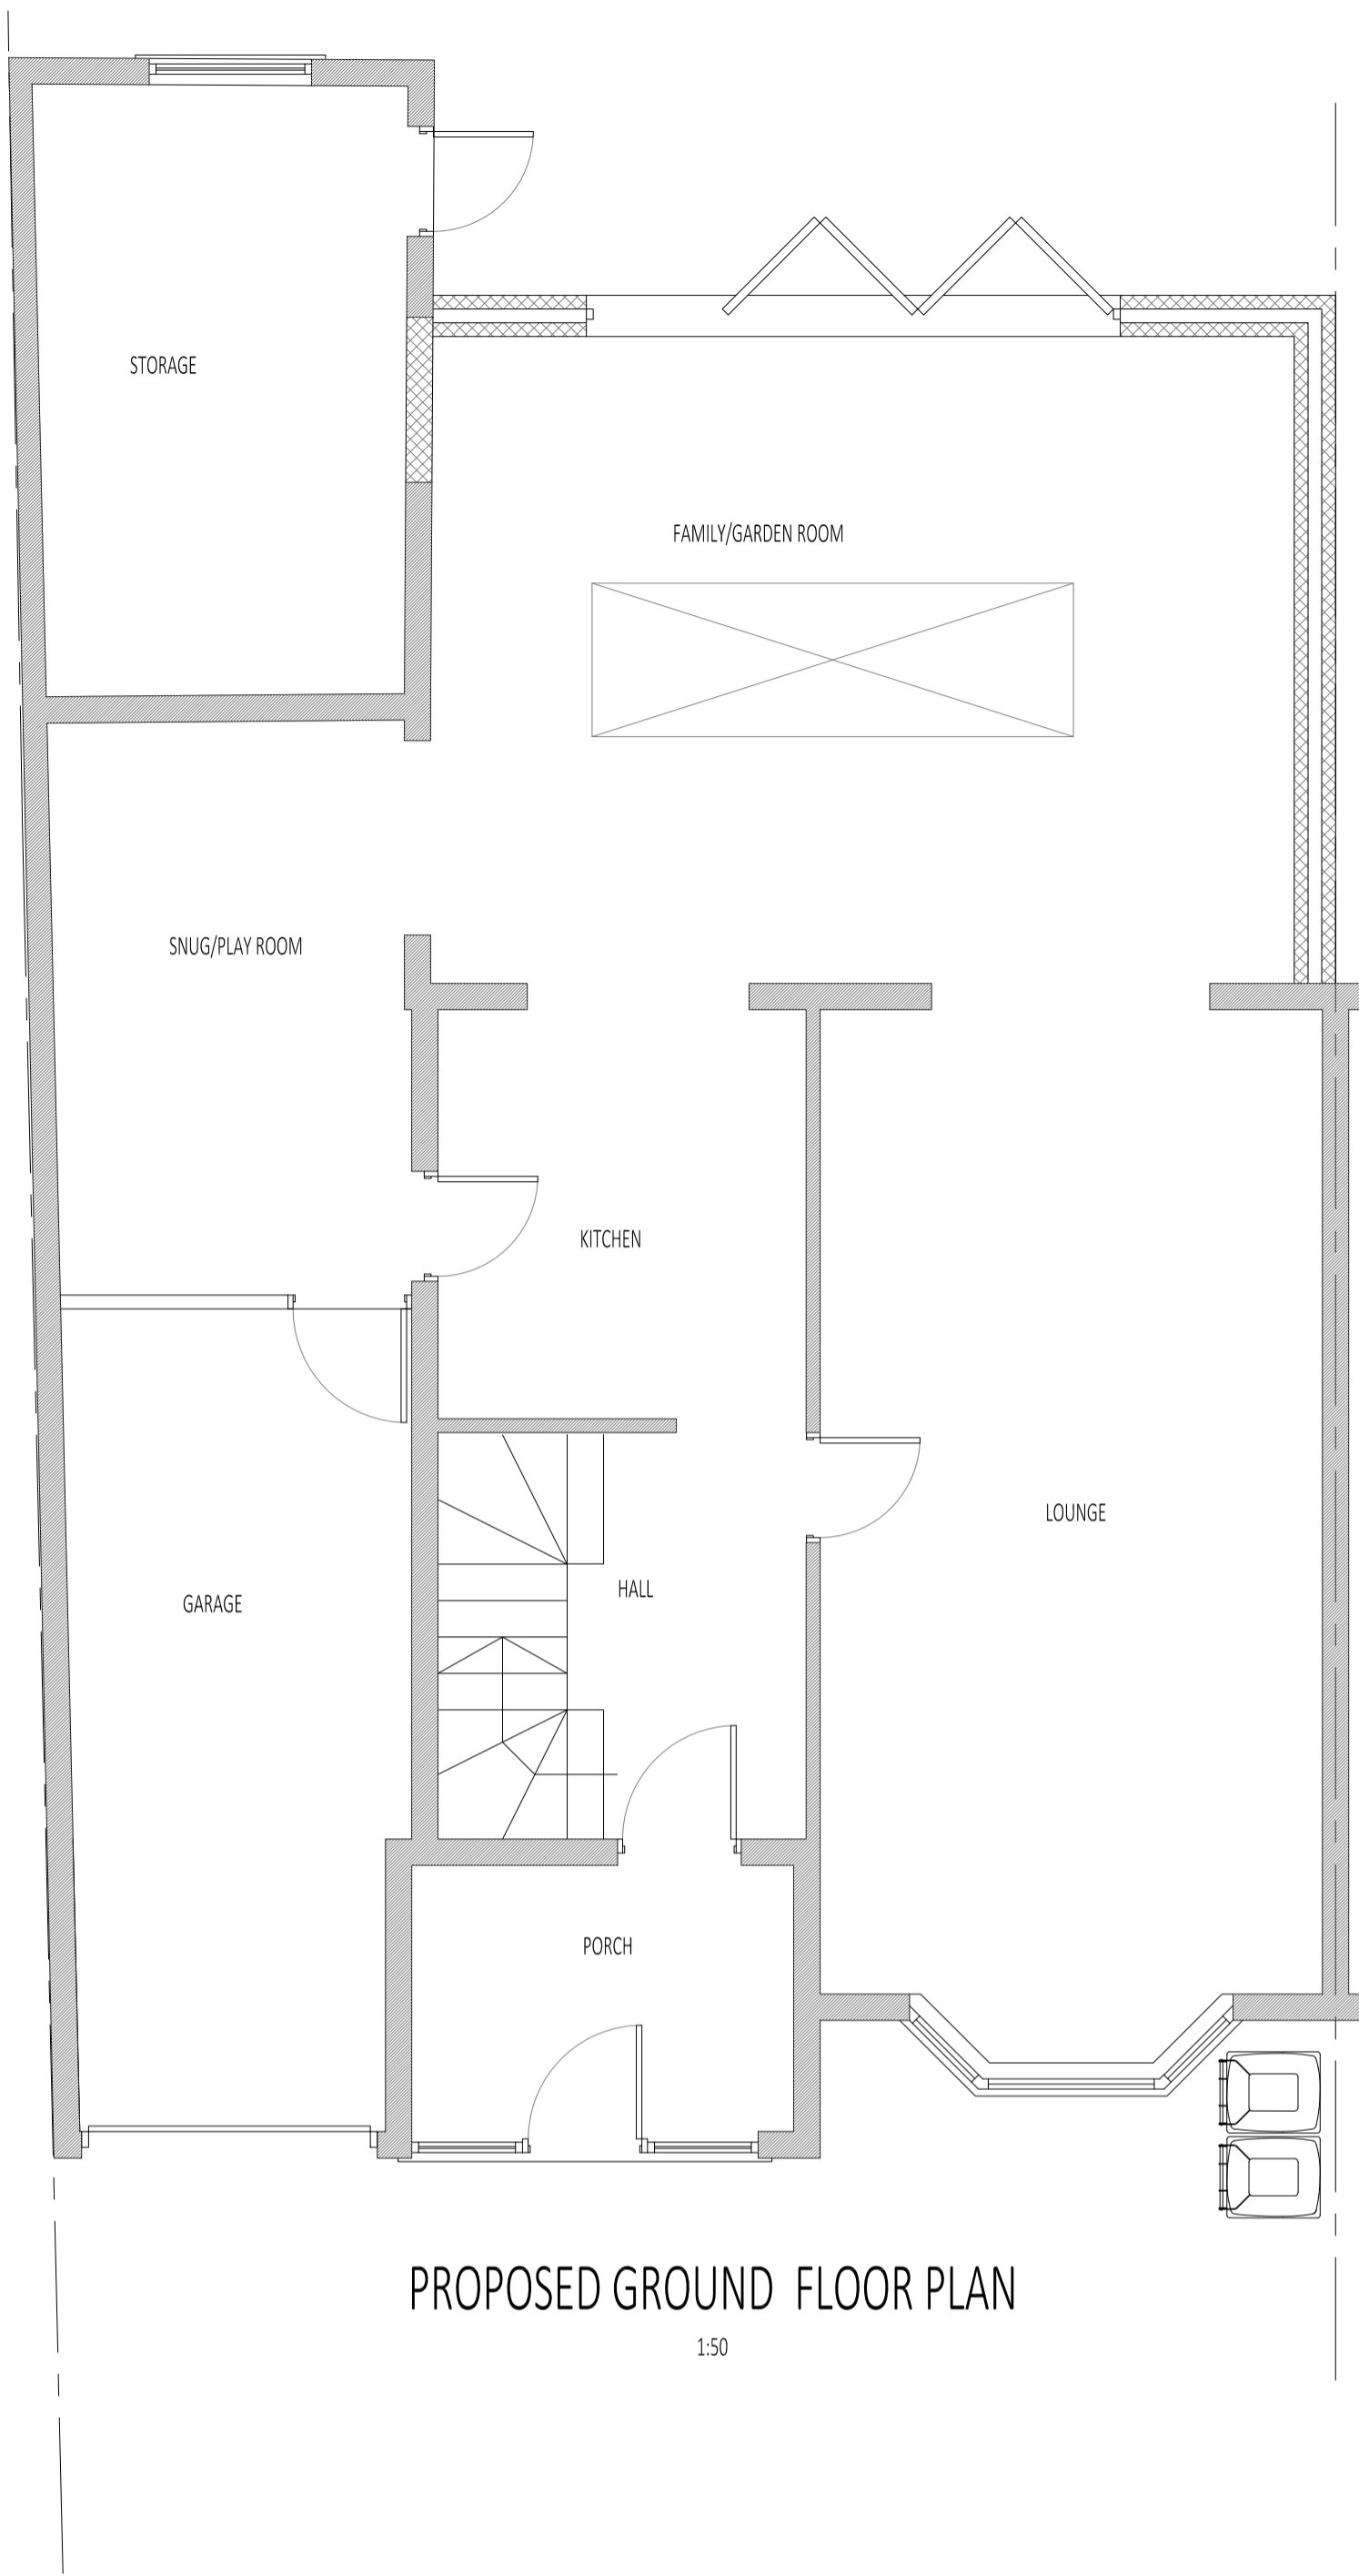 STORAGE
FAMILY/GARDEN ROOM
SNUG/PLAY ROOM
KITCHEN
LOUNGE
HALL
GARAGE
PORCH
PROPOSED GROUND FLOOR PLAN
1:50